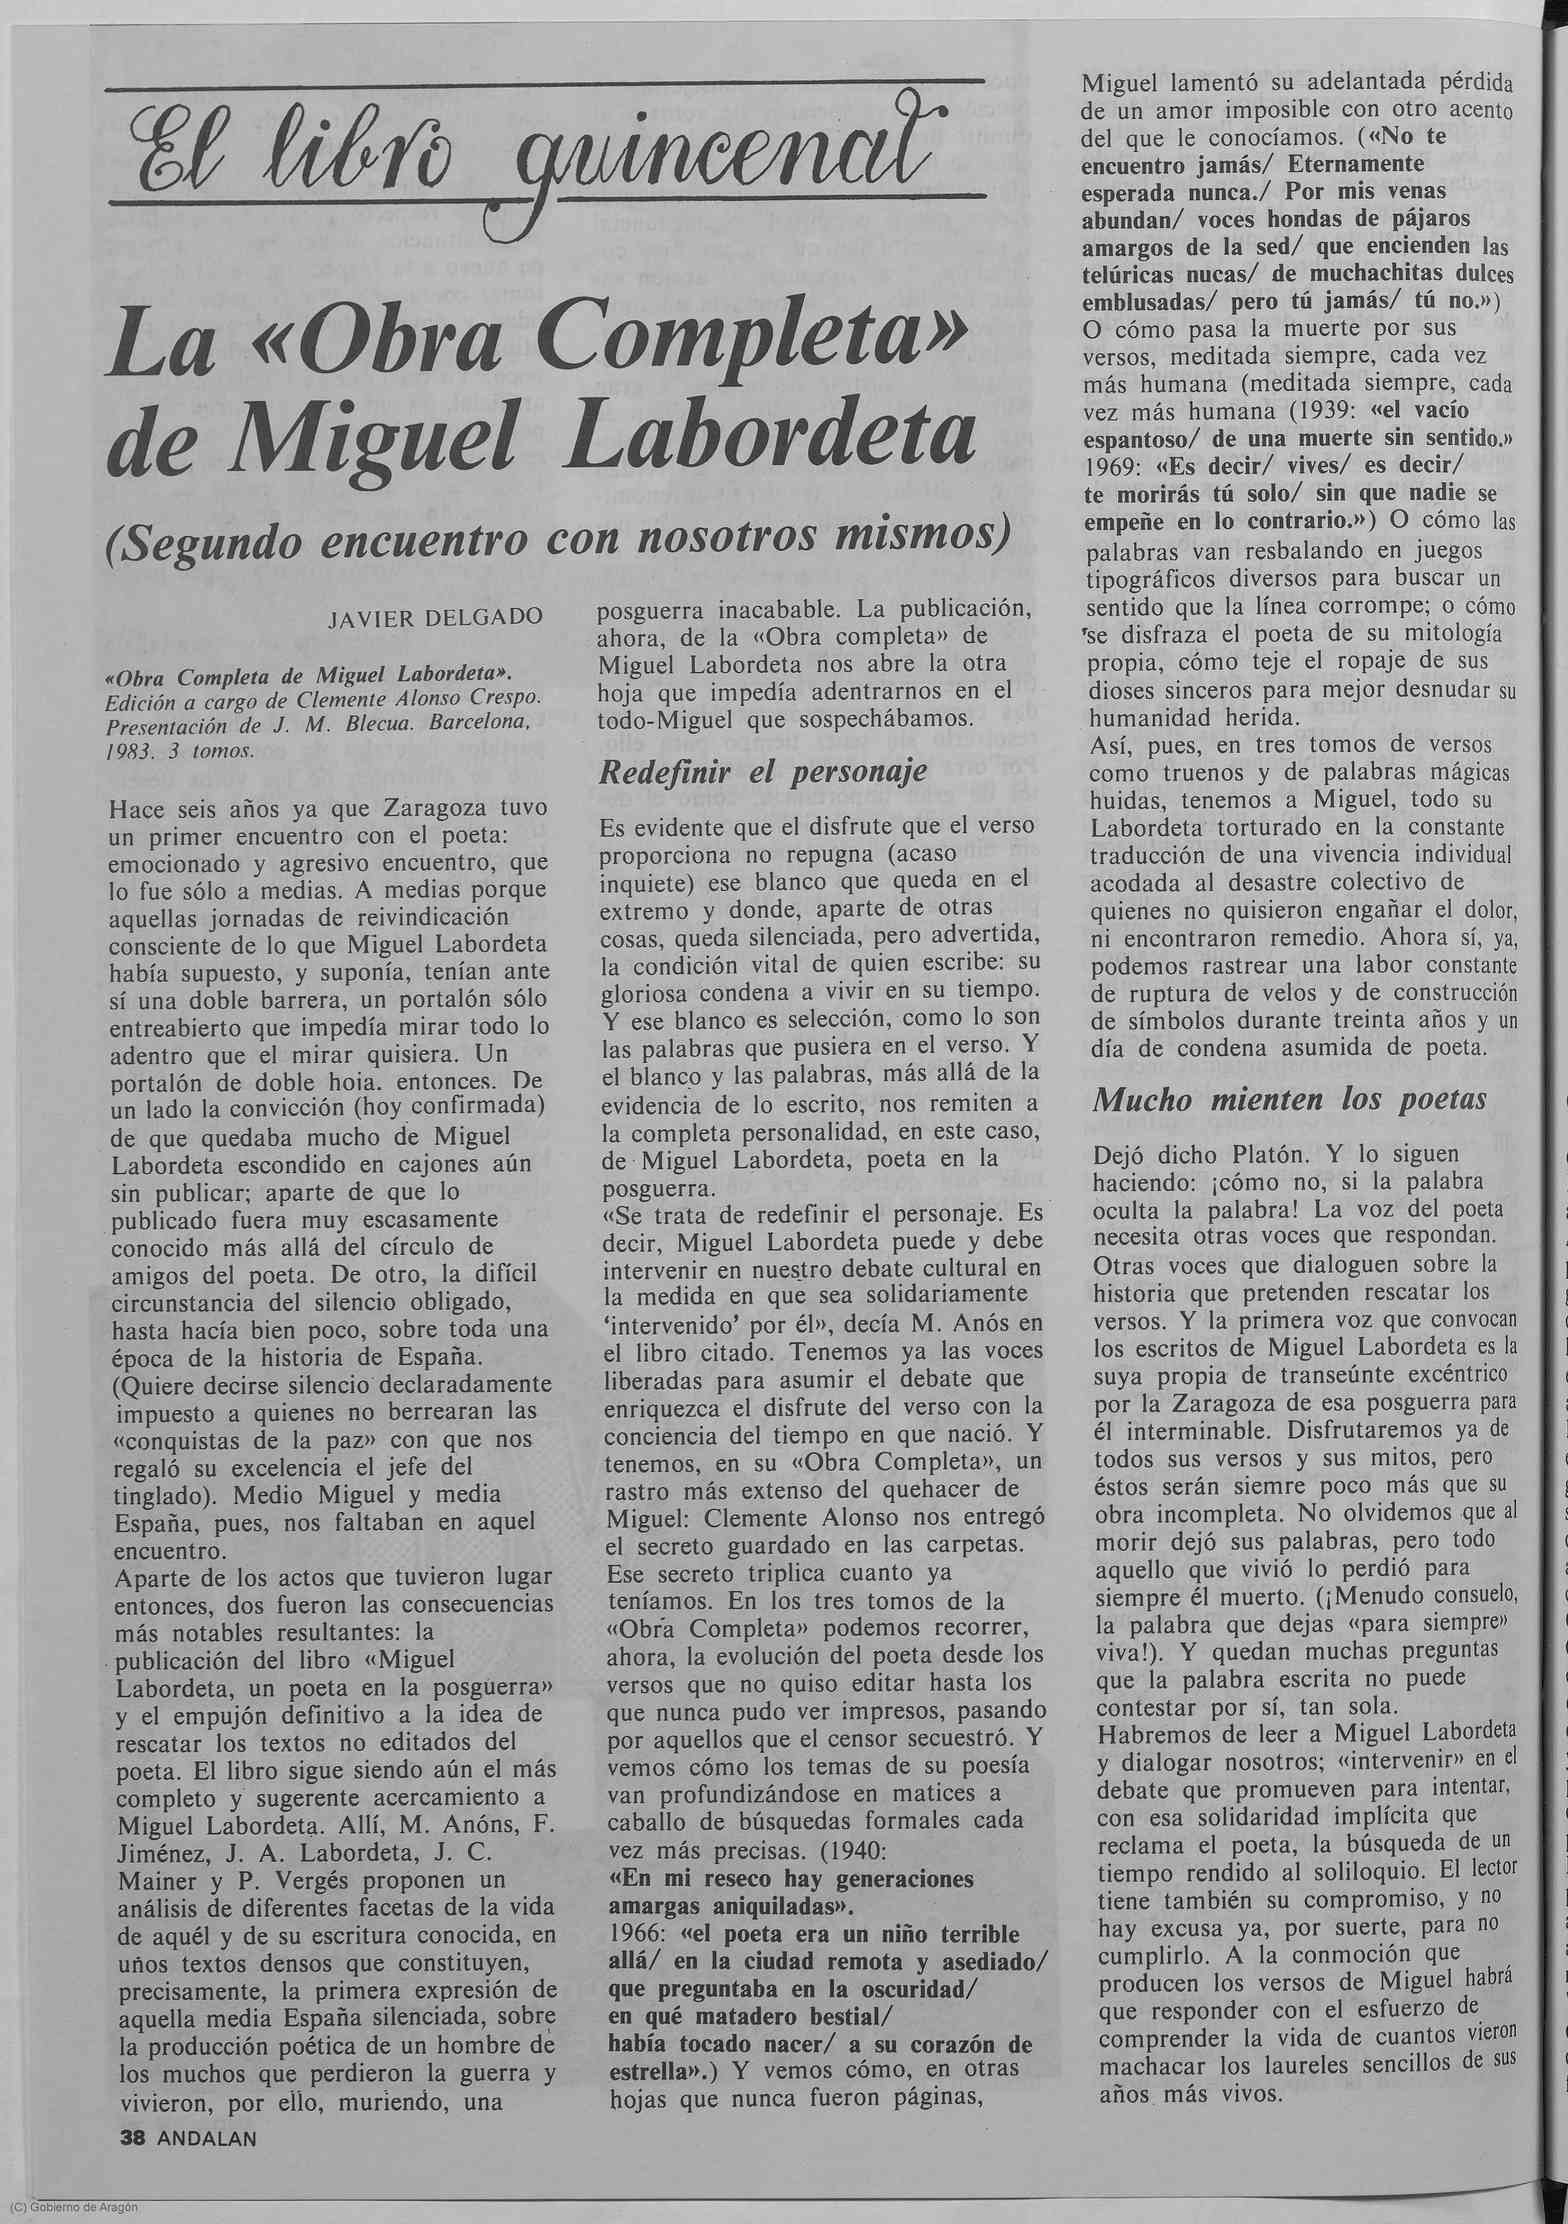 El libro quincenal
La «Obra Completa»
de Miguel Labordeta
(Segundo encuentro con nosotros mismos)
JAVIER DELGADO
«Obra Completa de Miguel Labordeta».
Edición a cargo de Clemente Alonso Crespo.
Presentación de J. M. Blecua. Barcelona,
1983. 3 tomos.
Hace seis años ya que Zaragoza tuvo
un primer encuentro con el poeta:
emocionado y agresivo encuentro, que
lo fue sólo a medias. A medias porque
aquellas jornadas de reivindicación
consciente de lo que Miguel Labordeta
había supuesto, y suponía, tenían ante
sí una doble barrera, un portalón sólo
entreabierto que impedía mirar todo lo
adentro que el mirar quisiera. Un
portalón de doble hoia. entonces. De
un lado la convicción (hoy confirmada)
de que quedaba mucho de Miguel
Labordeta escondido en cajones aún
sin publicar; aparte de que lo
publicado fuera muy escasamente
conocido más allá del círculo de
amigos del poeta. De otro, la difícil
circunstancia del silencio obligado,
hasta hacía bien poco, sobre toda una
época de la historia de España.
(Quiere decirse silencio declaradamente
impuesto a quienes no berrearan las
«conquistas de la paz» con que nos
regaló su excelencia el jefe del
tinglado). Medio Miguel y media
España, pues, nos faltaban en aquel
encuentro.
Aparte de los actos que tuvieron lugar
entonces, dos fueron las consecuencias
más notables resultantes: la
publicación del libro «Miguel
Labordeta, un poeta en la posguerra»
y el empujón definitivo a la idea de
rescatar los textos no editados del
poeta. El libro sigue siendo aún el más
completo y sugerente acercamiento a
Miguel Labordeta. Allí, M. Anóns, F.
Jiménez, J. A. Labordeta, J. C.
Mainer y P. Vergés proponen un
análisis de diferentes facetas de la vida
de aquél y de su escritura conocida, en
uños textos densos que constituyen,
precisamente, la primera expresión de
aquella media España silenciada, sobre
la producción poética de un hombre de
los muchos que perdieron la guerra y
vivieron, por ello, muriendo, una
posguerra inacabable. La publicación,
ahora, de la «Obra completa» de
Miguel Labordeta nos abre la otra
hoja que impedía adentrarnos en el
todo-Miguel que sospechábamos.
Redefinir el personaje
Es evidente que el disfrute que el verso
proporciona no repugna (acaso
inquiete) ese blanco que queda en el
extremo y donde, aparte de otras
cosas, queda silenciada, pero advertida,
la condición vital de quien escribe: su
gloriosa condena a vivir en su tiempo.
Y ese blanco es selección, como lo son
las palabras que pusiera en el verso. Y
el blanco y las palabras, más allá de la
evidencia de lo escrito, nos remiten a
la completa personalidad, en este caso,
de Miguel Labordeta, poeta en la
posguerra.
«Se trata de redefinir el personaje. Es
decir, Miguel Labordeta puede y debe
intervenir en nuestro debate cultural en
la medida en que sea solidariamente
‘intervenido’ por él», decía M. Anós en
el libro citado. Tenemos ya las voces
liberadas para asumir el debate que
enriquezca el disfrute del verso con la
conciencia del tiempo en que nació. Y
tenemos, en su «Obra Completa», un
rastro más extenso del quehacer de
Miguel: Clemente Alonso nos entregó
el secreto guardado en las carpetas.
Ese secreto triplica cuanto ya
teníamos. En los tres tomos de la
«Obra Completa» podemos recorrer,
ahora, la evolución del poeta desde los
versos que no quiso editar hasta los
que nunca pudo ver impresos, pasando
por aquellos que el censor secuestró. Y
vemos cómo los temas de su poesía
van profundizándose en matices a
caballo de búsquedas formales cada
vez más precisas. (1940:
«En mi reseco hay generaciones
amargas aniquiladas».
1966: «el poeta era un niño terrible
allá/ en la ciudad remota y asediado/
que preguntaba en la oscuridad/
en qué matadero bestial/
había tocado nacer/ a su corazón de
estrella».) Y vemos cómo, en otras
hojas que nunca fueron páginas,
Miguel lamentó su adelantada pérdida
de un amor imposible con otro acento
del que le conocíamos. («No te
encuentro jamás/ Eternamente
esperada nunca./ Por mis venas
abundan/ voces hondas de pájaros
amargos de la sed/ que encienden las
telúricas nucas/ de muchachitas dulces
emblusadas/ pero tú jamás/ tú no.»)
O cómo pasa la muerte por sus
versos, meditada siempre, cada vez
más humana (meditada siempre, cada
vez más humana (1939: «el vacío
espantoso/ de una muerte sin sentido.»
1969: «Es decir/ vives/ es decir/
te morirás tú solo/ sin que nadie se
empeñe en lo contrario.») O cómo las
palabras van resbalando en juegos
tipográficos diversos para buscar un
sentido que la línea corrompe; o cómo
se disfraza el poeta de su mitología
propia, cómo teje el ropaje de sus
dioses sinceros para mejor desnudar su
humanidad herida.
Así, pues, en tres tomos de versos
como truenos y de palabras mágicas
huidas, tenemos a Miguel, todo su
Labordeta torturado en la constante
traducción de una vivencia individual
acodada al desastre colectivo de
quienes no quisieron engañar el dolor,
ni encontraron remedio. Ahora sí, ya,
podemos rastrear una labor constante
de ruptura de velos y de construcción
de símbolos durante treinta años y un
día de condena asumida de poeta.
Mucho mienten los poetas
Dejó dicho Platón. Y lo siguen
haciendo: ¡cómo no, si la palabra
oculta la palabra! La voz del poeta
necesita otras voces que respondan.
Otras voces que dialoguen sobre la
historia que pretenden rescatar los
versos. Y la primera voz que convocan
los escritos de Miguel Labordeta es la
suya propia de transeúnte excéntrico
por la Zaragoza de esa posguerra para
él interminable. Disfrutaremos ya de
todos sus versos y sus mitos, pero
éstos serán siemre poco más que su
obra incompleta. No olvidemos que al
morir dejó sus palabras, pero todo
aquello que vivió lo perdió para
siempre él muerto. (¡Menudo consuelo,
la palabra que dejas «para siempre»
viva!). Y quedan muchas preguntas
que la palabra escrita no puede
contestar por sí, tan sola.
Habremos de leer a Miguel Labordeta
y dialogar nosotros; «intervenir» en el
debate que promueven para intentar,
con esa solidaridad implícita que
reclama el poeta, la búsqueda de un
tiempo rendido al soliloquio. El lector
tiene también su compromiso, y no
hay excusa ya, por suerte, para no
cumplirlo. A la conmoción que
producen los versos de Miguel habrá
que responder con el esfuerzo de
comprender la vida de cuantos vieron
machacar los laureles sencillos de sus
años más vivos.
38 ANDALAN
(C) Gobierno de Aragón